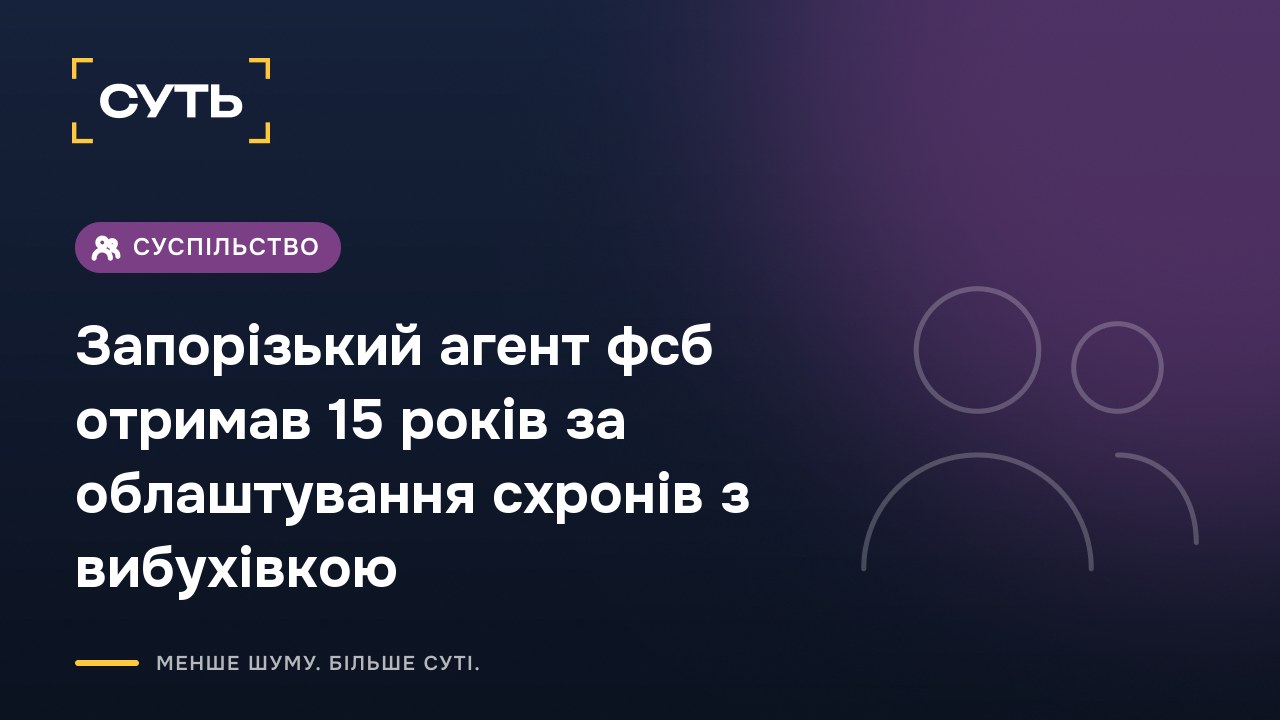 СУТЬ
СУСПІЛЬСТВО
Запорізький агент фсб
отримав 15 років за
облаштування схронів з
вибухівкою
МЕНШЕ ШУМУ. БІЛЬШЕ СУТІ.